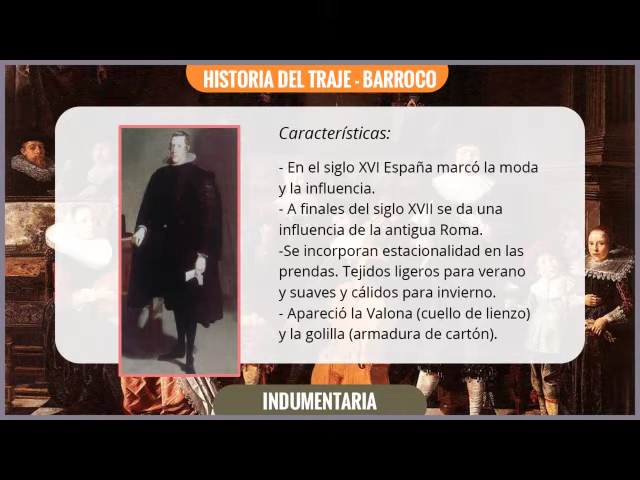 HISTORIA DEL TRAJE - BARROCO
Características:
- En el siglo XVI España marcó la moda
y la influencia.
- A finales del siglo XVII se da una
influencia de la antigua Roma.
-Se incorporan estacionalidad en las
prendas. Tejidos ligeros para verano
y suaves y cálidos para invierno.
- Apareció la Valona (cuello de lienzo)
y la golilla (armadura de cartón).
INDUMENTARIA